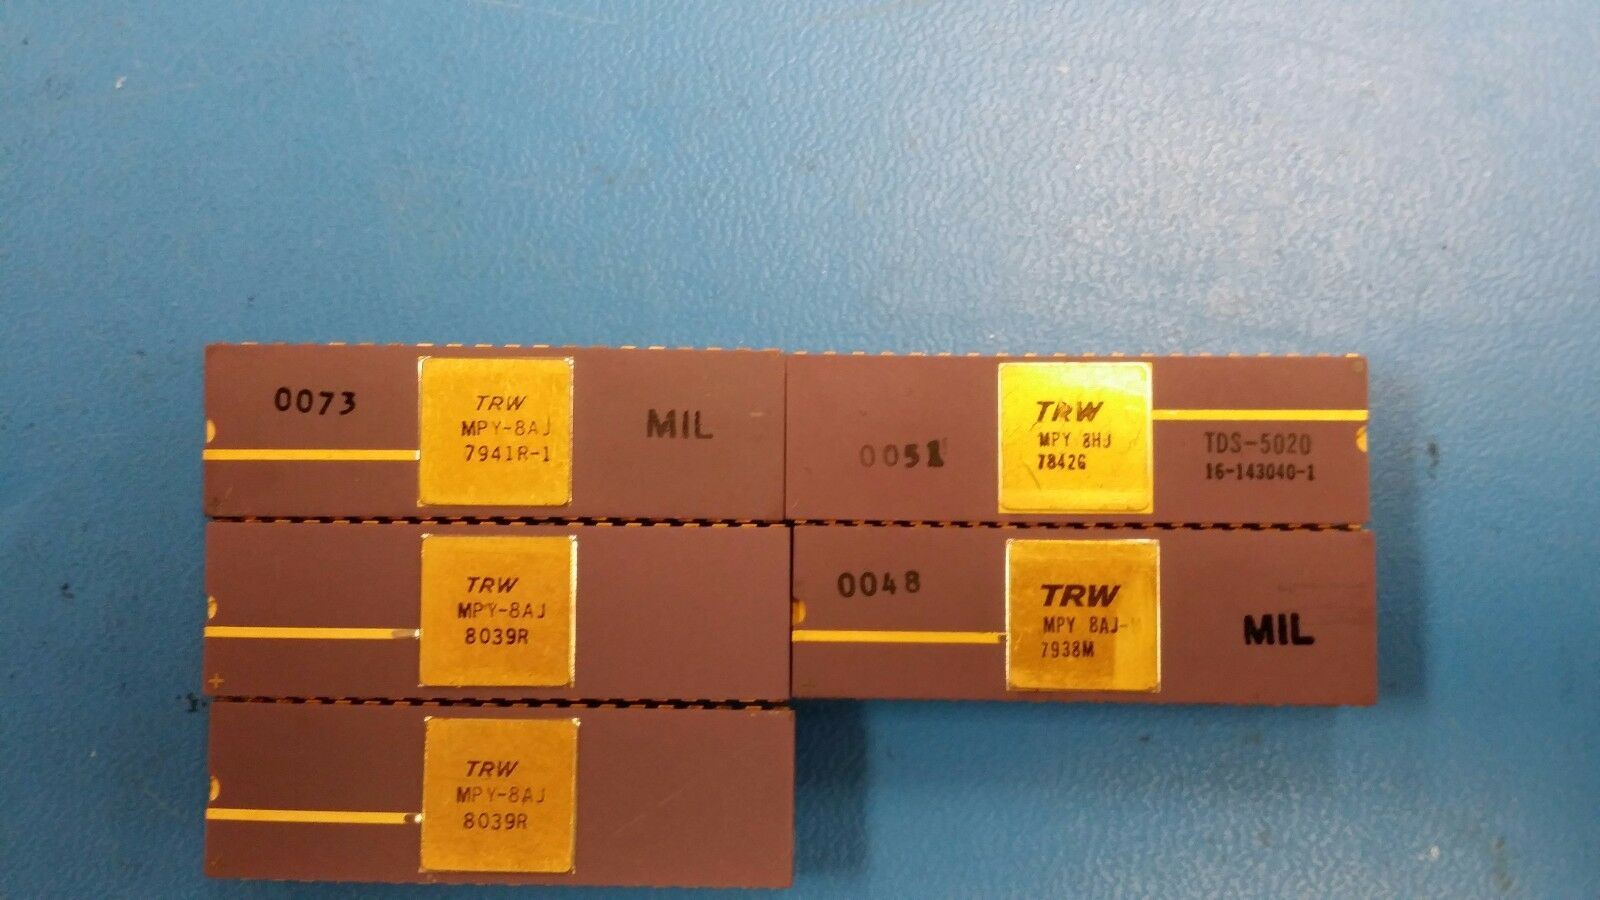 0073
TRW
MPY-8AJ
7941R-1
MIL
0051
TRW
MPY 8HJ
7842G
TDS-5020
16-143040-1
TRW
MPY-8AJ
8039R
0048
TRW
MPY 8AJ-
7938M
MIL
TRW
MPY-8AJ
8039R